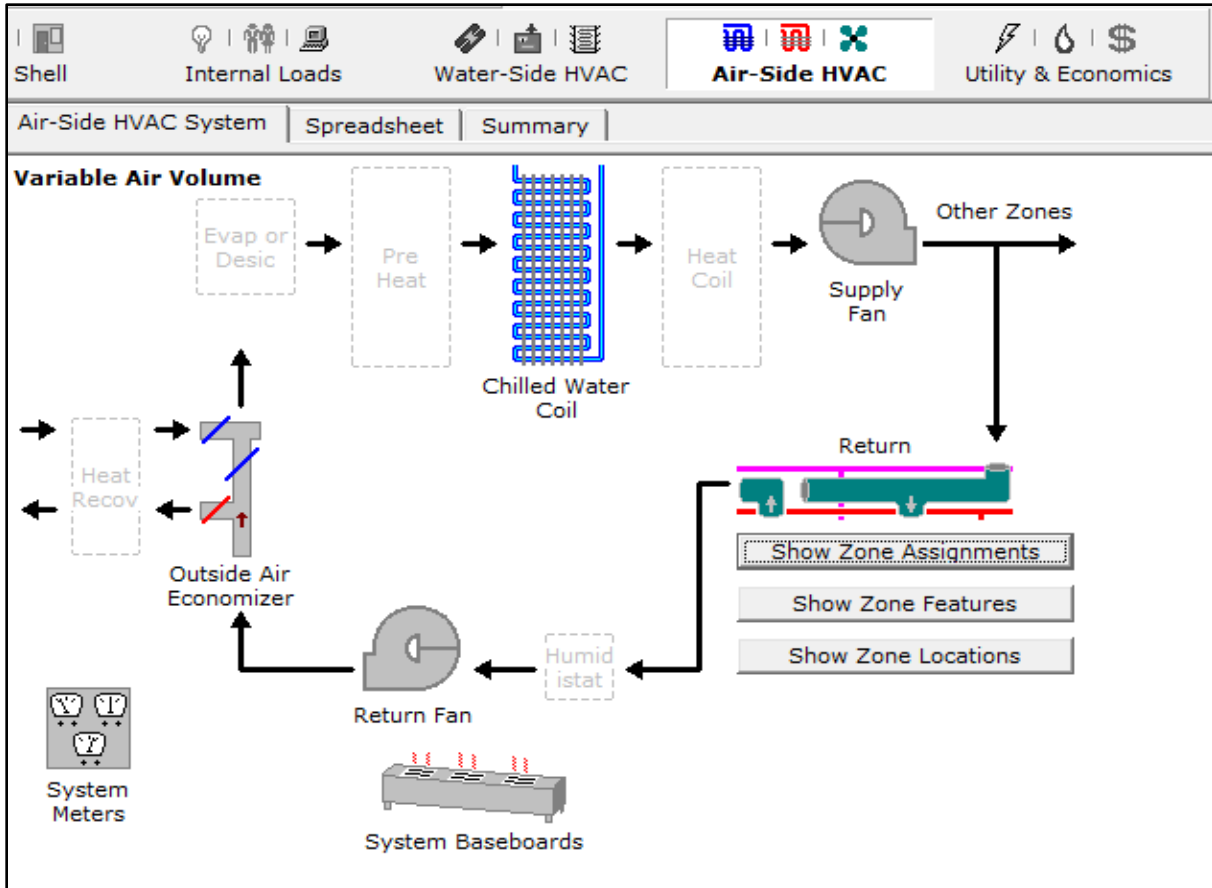 Shell
Internal Loads
Water-Side HVAC
Air-Side HVAC
Utility & Economics
Air-Side HVAC System
Spreadsheet
Summary
Variable Air Volume
Evap or
Desic
Pre
Heat
Chilled Water
Coil
Heat
Coil
Supply
Fan
Other Zones
Heat
Recov
Outside Air
Economizer
Return
Show Zone Assignments
Show Zone Features
Show Zone Locations
Humid
istat
Return Fan
System
Meters
System Baseboards